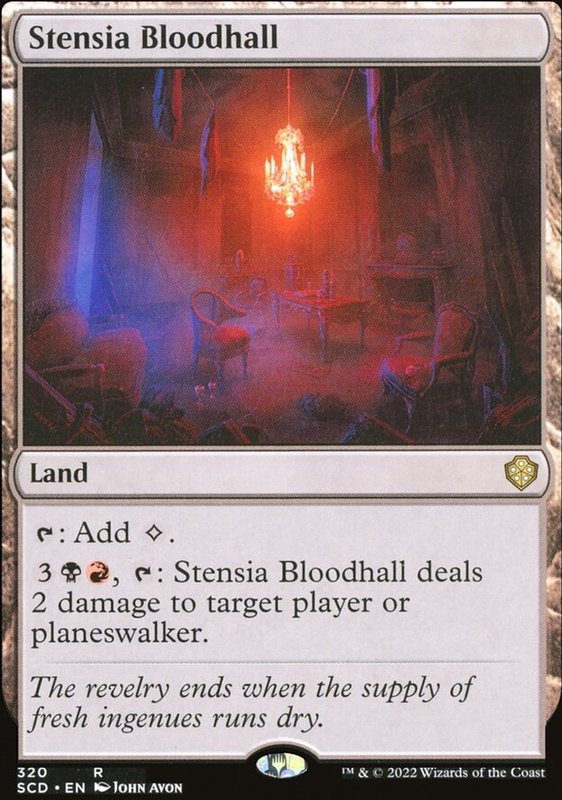 Stensia Bloodhall
Land
: Add .
3, : Stensia Bloodhall deals
2 damage to target player or
planeswalker.
The revelry ends when the supply of
fresh ingenues runs dry.
320 R
SCD • EN JOHN AVON
™ & © 2022 Wizards of the Coast